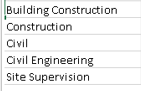 Building Construction
Construction
Civil
Civil Engineering
Site Supervision